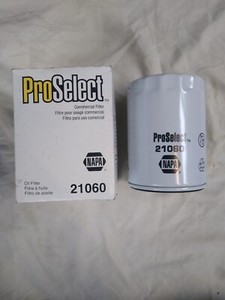 ProSelect
Commercial Filter
Filtre pour usage commercial
Filtro para uso comercial
NAPA
Oil Filter
Filtre à huile
Filtro de aceite
21060
ProSelect
21060
NAPA